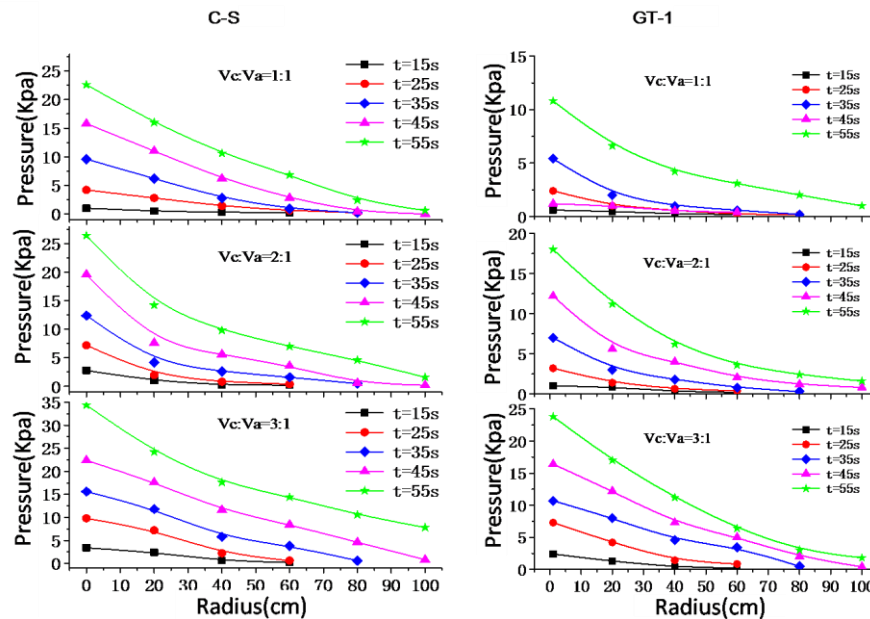 C-S
GT-1
Pressure(Kpa)
25
20
15
10
5
0
Vc:Va=1:1
t=15s
t=25s
t=35s
t=45s
t=55s
Pressure(Kpa)
15
10
5
0
Vc:Va=1:1
t=15s
t=25s
t=35s
t=45s
t=55s
Pressure(Kpa)
25
20
15
10
5
0
Vc:Va=2:1
t=15s
t=25s
t=35s
t=45s
t=55s
Pressure(Kpa)
20
15
10
5
0
Vc:Va=2:1
t=15s
t=25s
t=35s
t=45s
t=55s
Pressure(Kpa)
35
30
25
20
15
10
5
0
Vc:Va=3:1
t=15s
t=25s
t=35s
t=45s
t=55s
0 10 20 30 40 50 60 70 80 90 100
Radius(cm)
Pressure(Kpa)
25
20
15
10
5
0
Vc:Va=3:1
t=15s
t=25s
t=35s
t=45s
t=55s
0 10 20 30 40 50 60 70 80 90 100
Radius(cm)